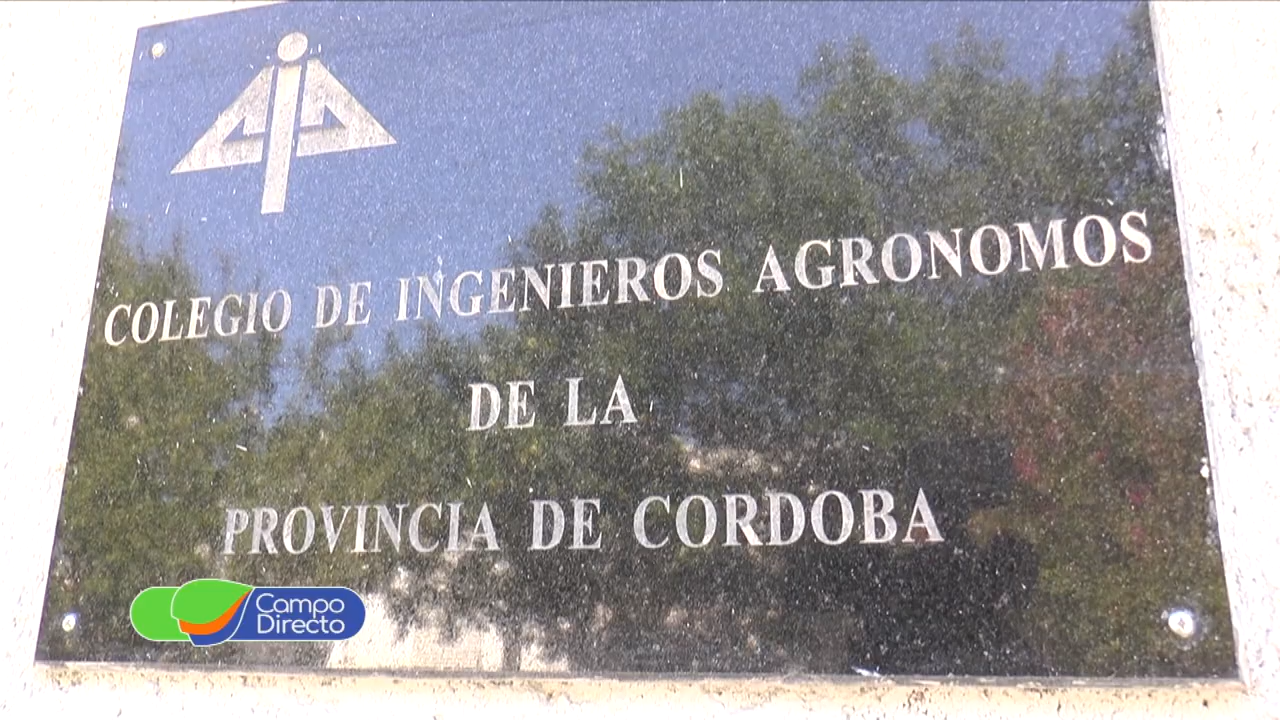 COLEGIO DE INGENIEROS AGRONOMOS
DE LA
PROVINCIA DE CORDOBA
Campo
Directo